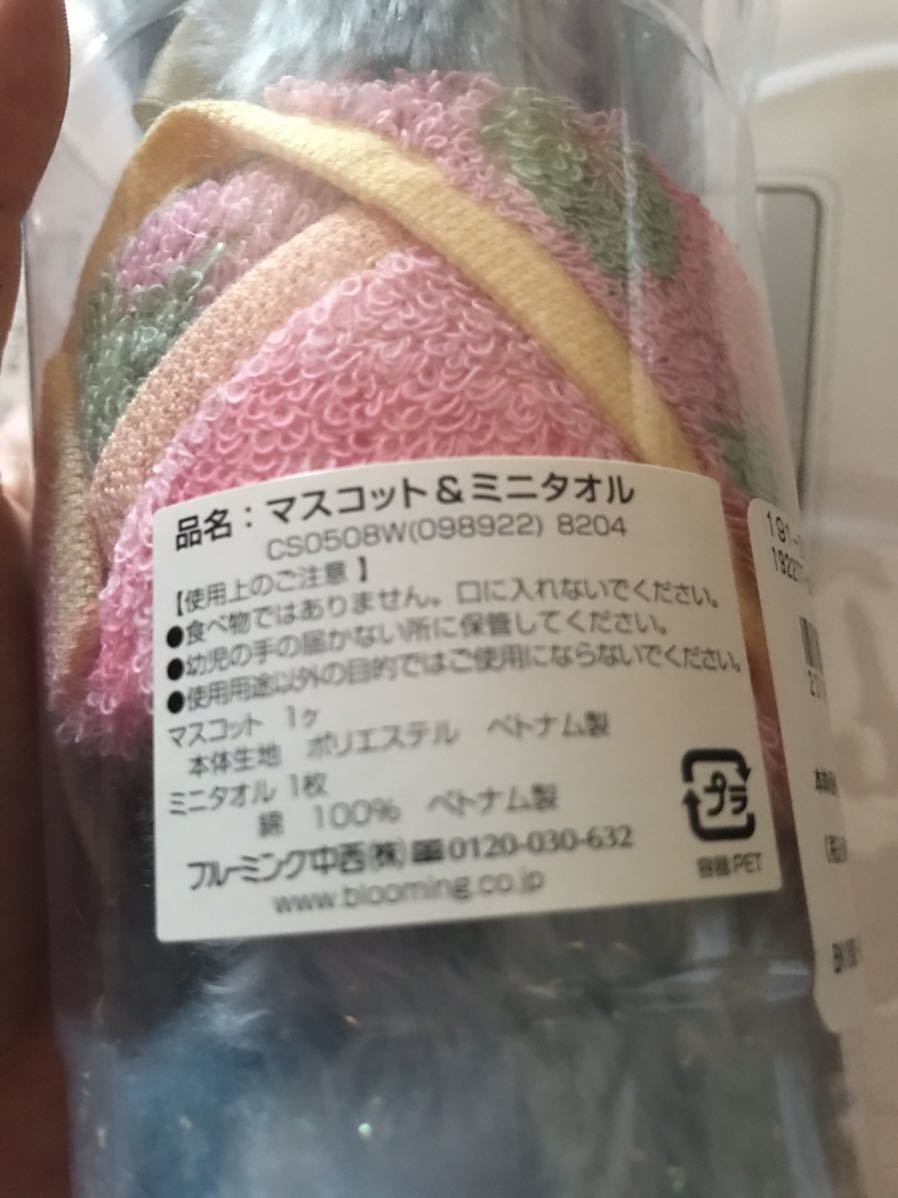 品名：マスコット＆ミニタオル
CS0508W(098922) 8204
【使用上のご注意 】
●食べ物ではありません。口に入れないでください。
●幼児の手の届かない所に保管してください。
●使用用途以外の目的ではご使用にならないでください。
マスコット 1ケ
本体生地 ポリエステル ベトナム製
ミニタオル 1枚
綿 100% ベトナム製
ブルーミング中西㈱ 0120-030-632
www.blooming.co.jp
プラ
容器:PET
191-